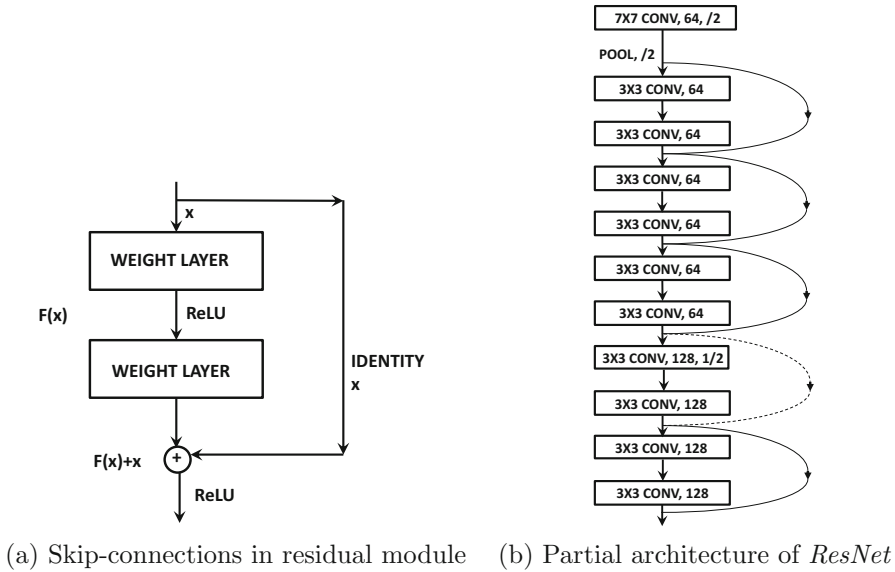 x
WEIGHT LAYER
F(x)
ReLU
WEIGHT LAYER
IDENTITY
x
F(x)+x
+
ReLU
(a) Skip-connections in residual module
7X7 CONV, 64, /2
POOL, /2
3X3 CONV, 64
3X3 CONV, 64
3X3 CONV, 64
3X3 CONV, 64
3X3 CONV, 64
3X3 CONV, 64
3X3 CONV, 128, 1/2
3X3 CONV, 128
3X3 CONV, 128
3X3 CONV, 128
(b) Partial architecture of ResNet